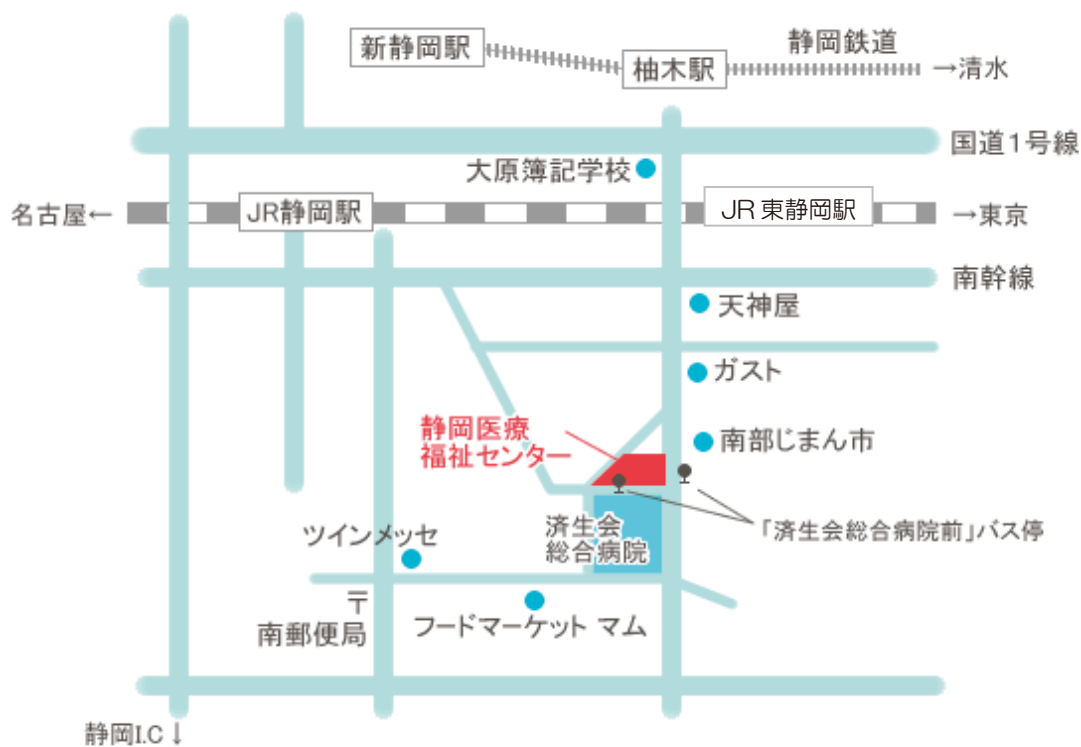 新静岡駅
柚木駅
静岡鉄道
→清水
国道1号線
大原簿記学校
名古屋←
JR静岡駅
JR 東静岡駅
→東京
南幹線
天神屋
ガスト
静岡医療
福祉センター
南部じまん市
済生会
総合病院
「済生会総合病院前」バス停
ツインメッセ
〒
南郵便局
フードマーケット マム
静岡I.C↓